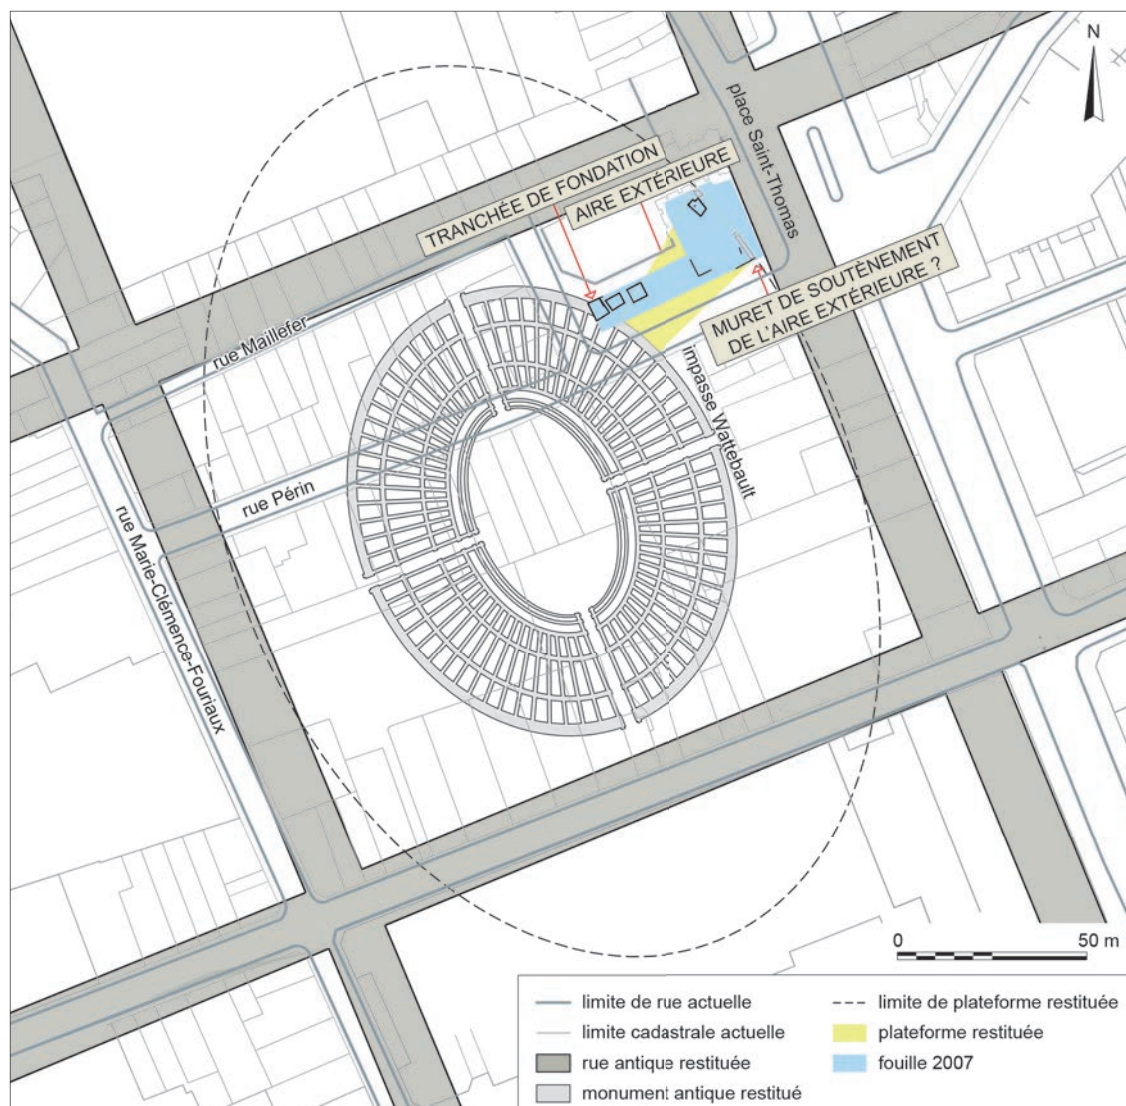 N
place Saint-Thomas
TRANCHÉE DE FONDATION
AIRE EXTÉRIEURE
MURET DE SOUTÈNEMENT
DE L'AIRE EXTÉRIEURE ?
rue Maillefer
impasse Wattebault
rue Périn
rue Marie-Clémence-Fouriaux
0 50 m
limite de rue actuelle
limite cadastrale actuelle
rue antique restituée
monument antique restitué
limite de plateforme restituée
plateforme restituée
fouille 2007